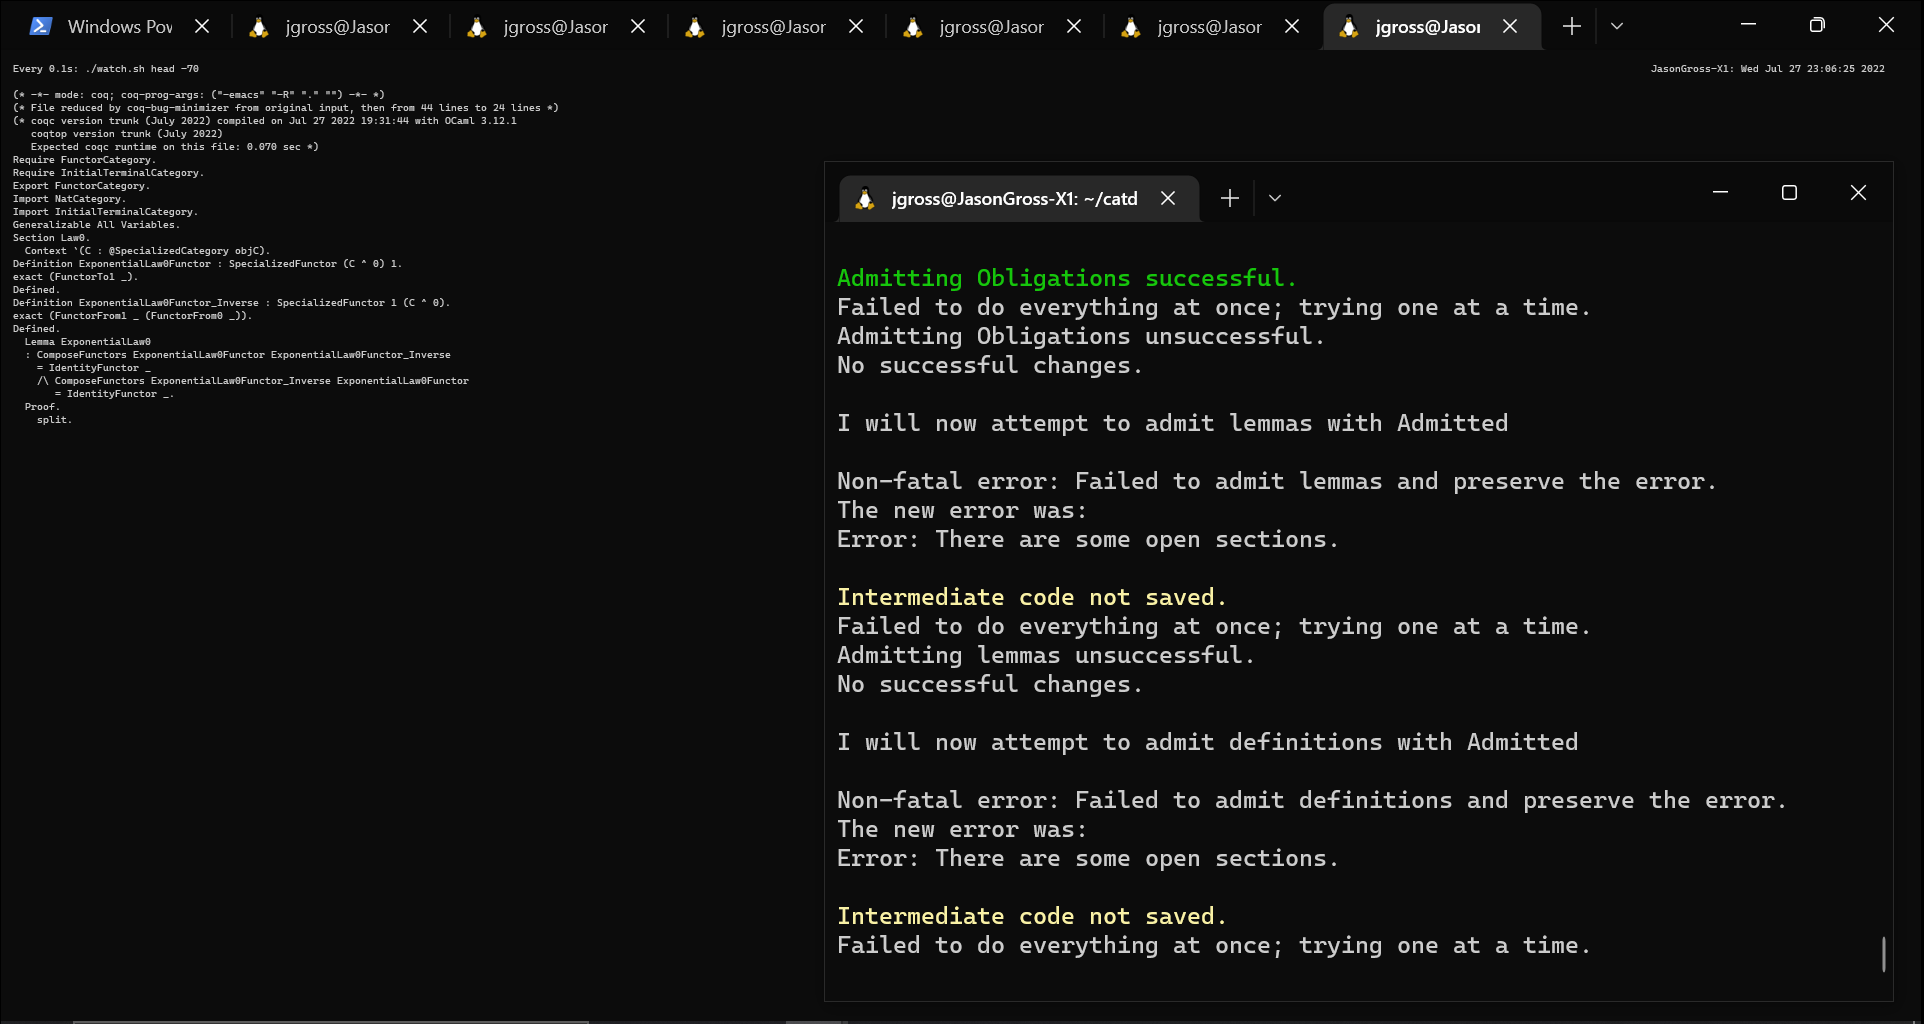 Windows Pov
jgross@Jasor
jgross@Jasor
jgross@Jasor
jgross@Jasor
jgross@Jasor
jgross@Jasor
Every 0.1s: ./watch.sh head -70
JasonGross-X1: Wed Jul 27 23:06:25 2022
(* -*- mode: coq; coq-prog-args: ("-emacs" "-R" "." "") -*- *)
(* File reduced by coq-bug-minimizer from original input, then from 44 lines to 24 lines *)
(* coqc version trunk (July 2022) compiled on Jul 27 2022 19:31:44 with OCaml 3.12.1
   coqtop version trunk (July 2022)
   Expected coqc runtime on this file: 0.070 sec *)
Require FunctorCategory.
Require InitialTerminalCategory.
Export FunctorCategory.
Import NatCategory.
Import InitialTerminalCategory.
Generalizable All Variables.
Section Law0.
  Context `(C : @SpecializedCategory objC).
Definition ExponentialLaw0Functor : SpecializedFunctor (C ^ 0) 1.
exact (FunctorTo1 _).
Defined.
Definition ExponentialLaw0Functor_Inverse : SpecializedFunctor 1 (C ^ 0).
exact (FunctorFrom1 _ (FunctorFrom0 _)).
Defined.
  Lemma ExponentialLaw0
  : ComposeFunctors ExponentialLaw0Functor ExponentialLaw0Functor_Inverse
    = IdentityFunctor _
    /\ ComposeFunctors ExponentialLaw0Functor_Inverse ExponentialLaw0Functor
       = IdentityFunctor _.
  Proof.
    split.
jgross@JasonGross-X1: ~/catd
Admitting Obligations successful.
Failed to do everything at once; trying one at a time.
Admitting Obligations unsuccessful.
No successful changes.
I will now attempt to admit lemmas with Admitted
Non-fatal error: Failed to admit lemmas and preserve the error.
The new error was:
Error: There are some open sections.
Intermediate code not saved.
Failed to do everything at once; trying one at a time.
Admitting lemmas unsuccessful.
No successful changes.
I will now attempt to admit definitions with Admitted
Non-fatal error: Failed to admit definitions and preserve the error.
The new error was:
Error: There are some open sections.
Intermediate code not saved.
Failed to do everything at once; trying one at a time.